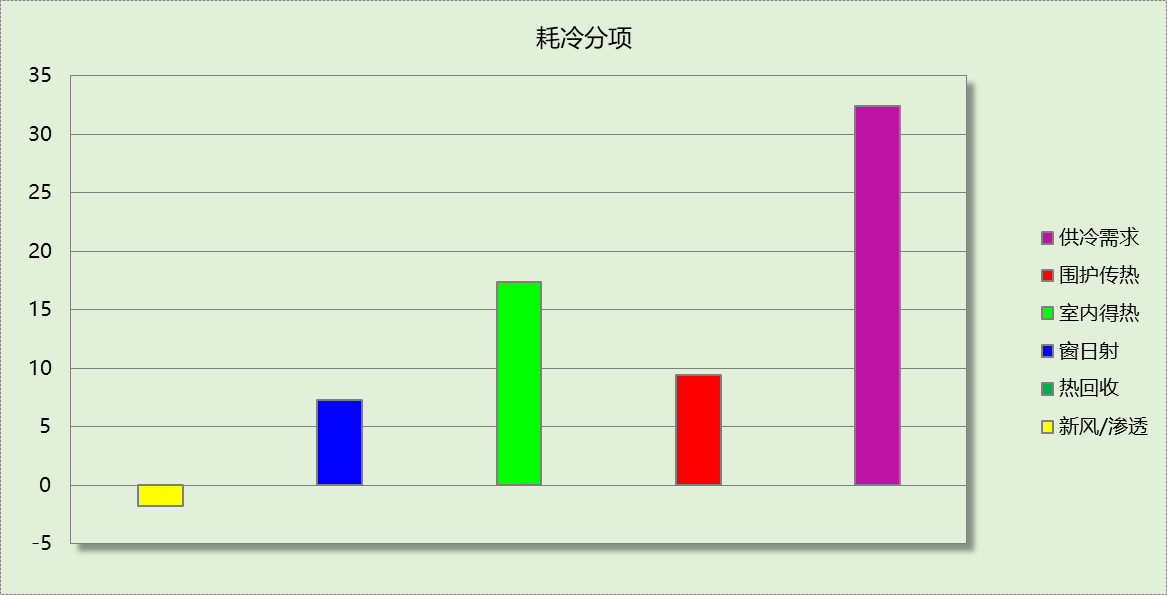 耗冷分项
35
30
25
20
15
10
5
0
-5
供冷需求
围护传热
室内得热
窗日射
热回收
新风/渗透